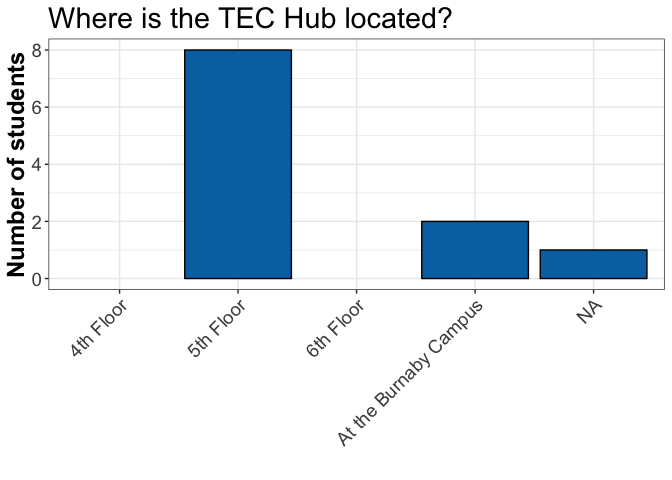 Where is the TEC Hub located?
Number of students
8
6
4
2
0
4th Floor
5th Floor
6th Floor
At the Burnaby Campus
NA